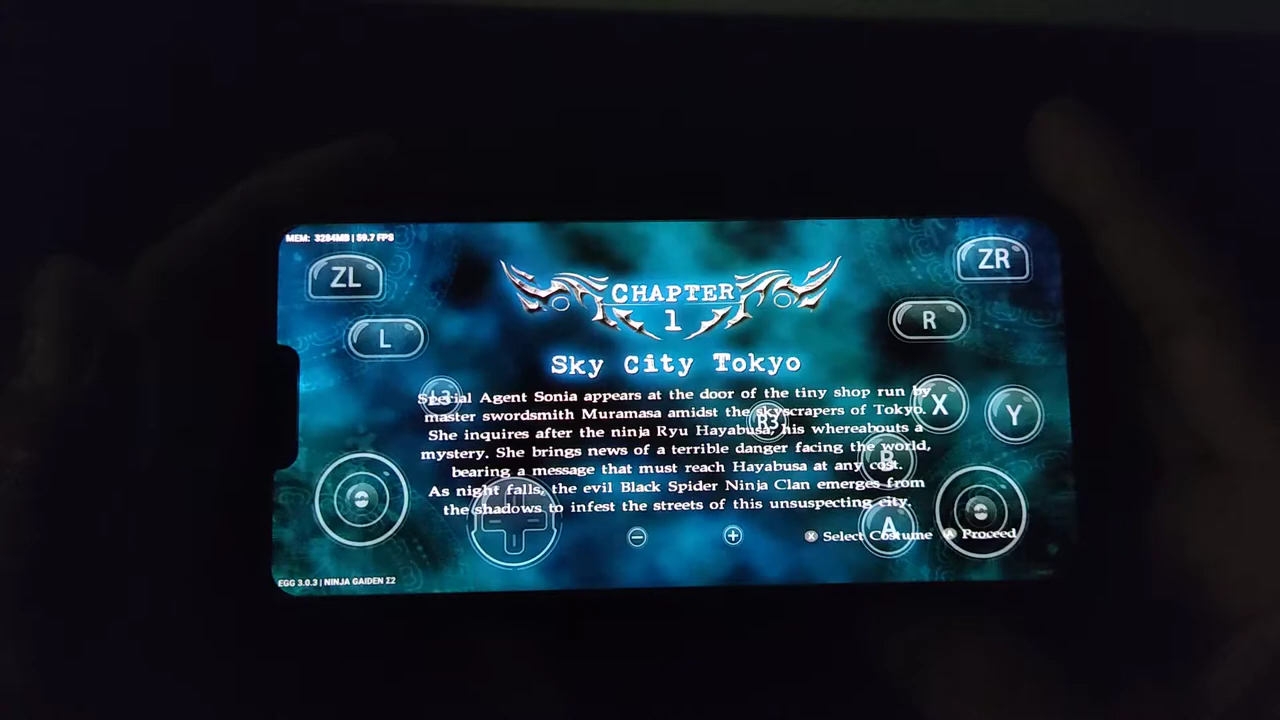 MEM: 3284MB | 59.7 FPS
ZL
ZR
L
R
CHAPTER
1
Sky City Tokyo
L3
R3
X
Y
B
A
Special Agent Sonia appears at the door of the tiny shop run by
master swordsmith Muramasa amidst the skyscrapers of Tokyo.
She inquires after the ninja Ryu Hayabusa, his whereabouts a
mystery. She brings news of a terrible danger facing the world,
bearing a message that must reach Hayabusa at any cost.
As night falls, the evil Black Spider Ninja Clan emerges from
the shadows to infest the streets of this unsuspecting city.
X Select Costume A Proceed
EGG 3.0.3 | NINJA GAIDEN Σ2